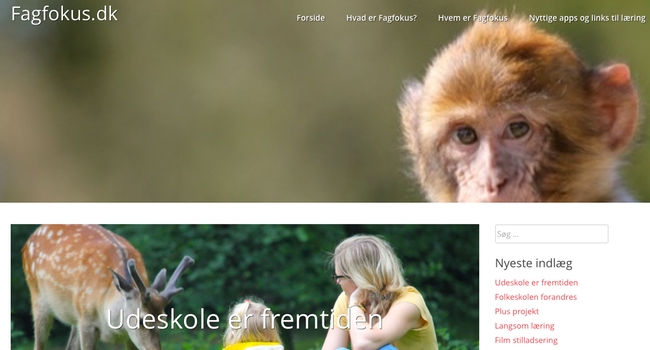 Fagfokus.dk
Forside Hvad er Fagfokus? Hvem er Fagfokus Nyttige apps og links til læring
Søg ...
Udeskole er fremtiden
Nyeste indlæg
Udeskole er fremtiden
Folkeskolen forandres
Plus projekt
Langsom læring
Film stilladsering